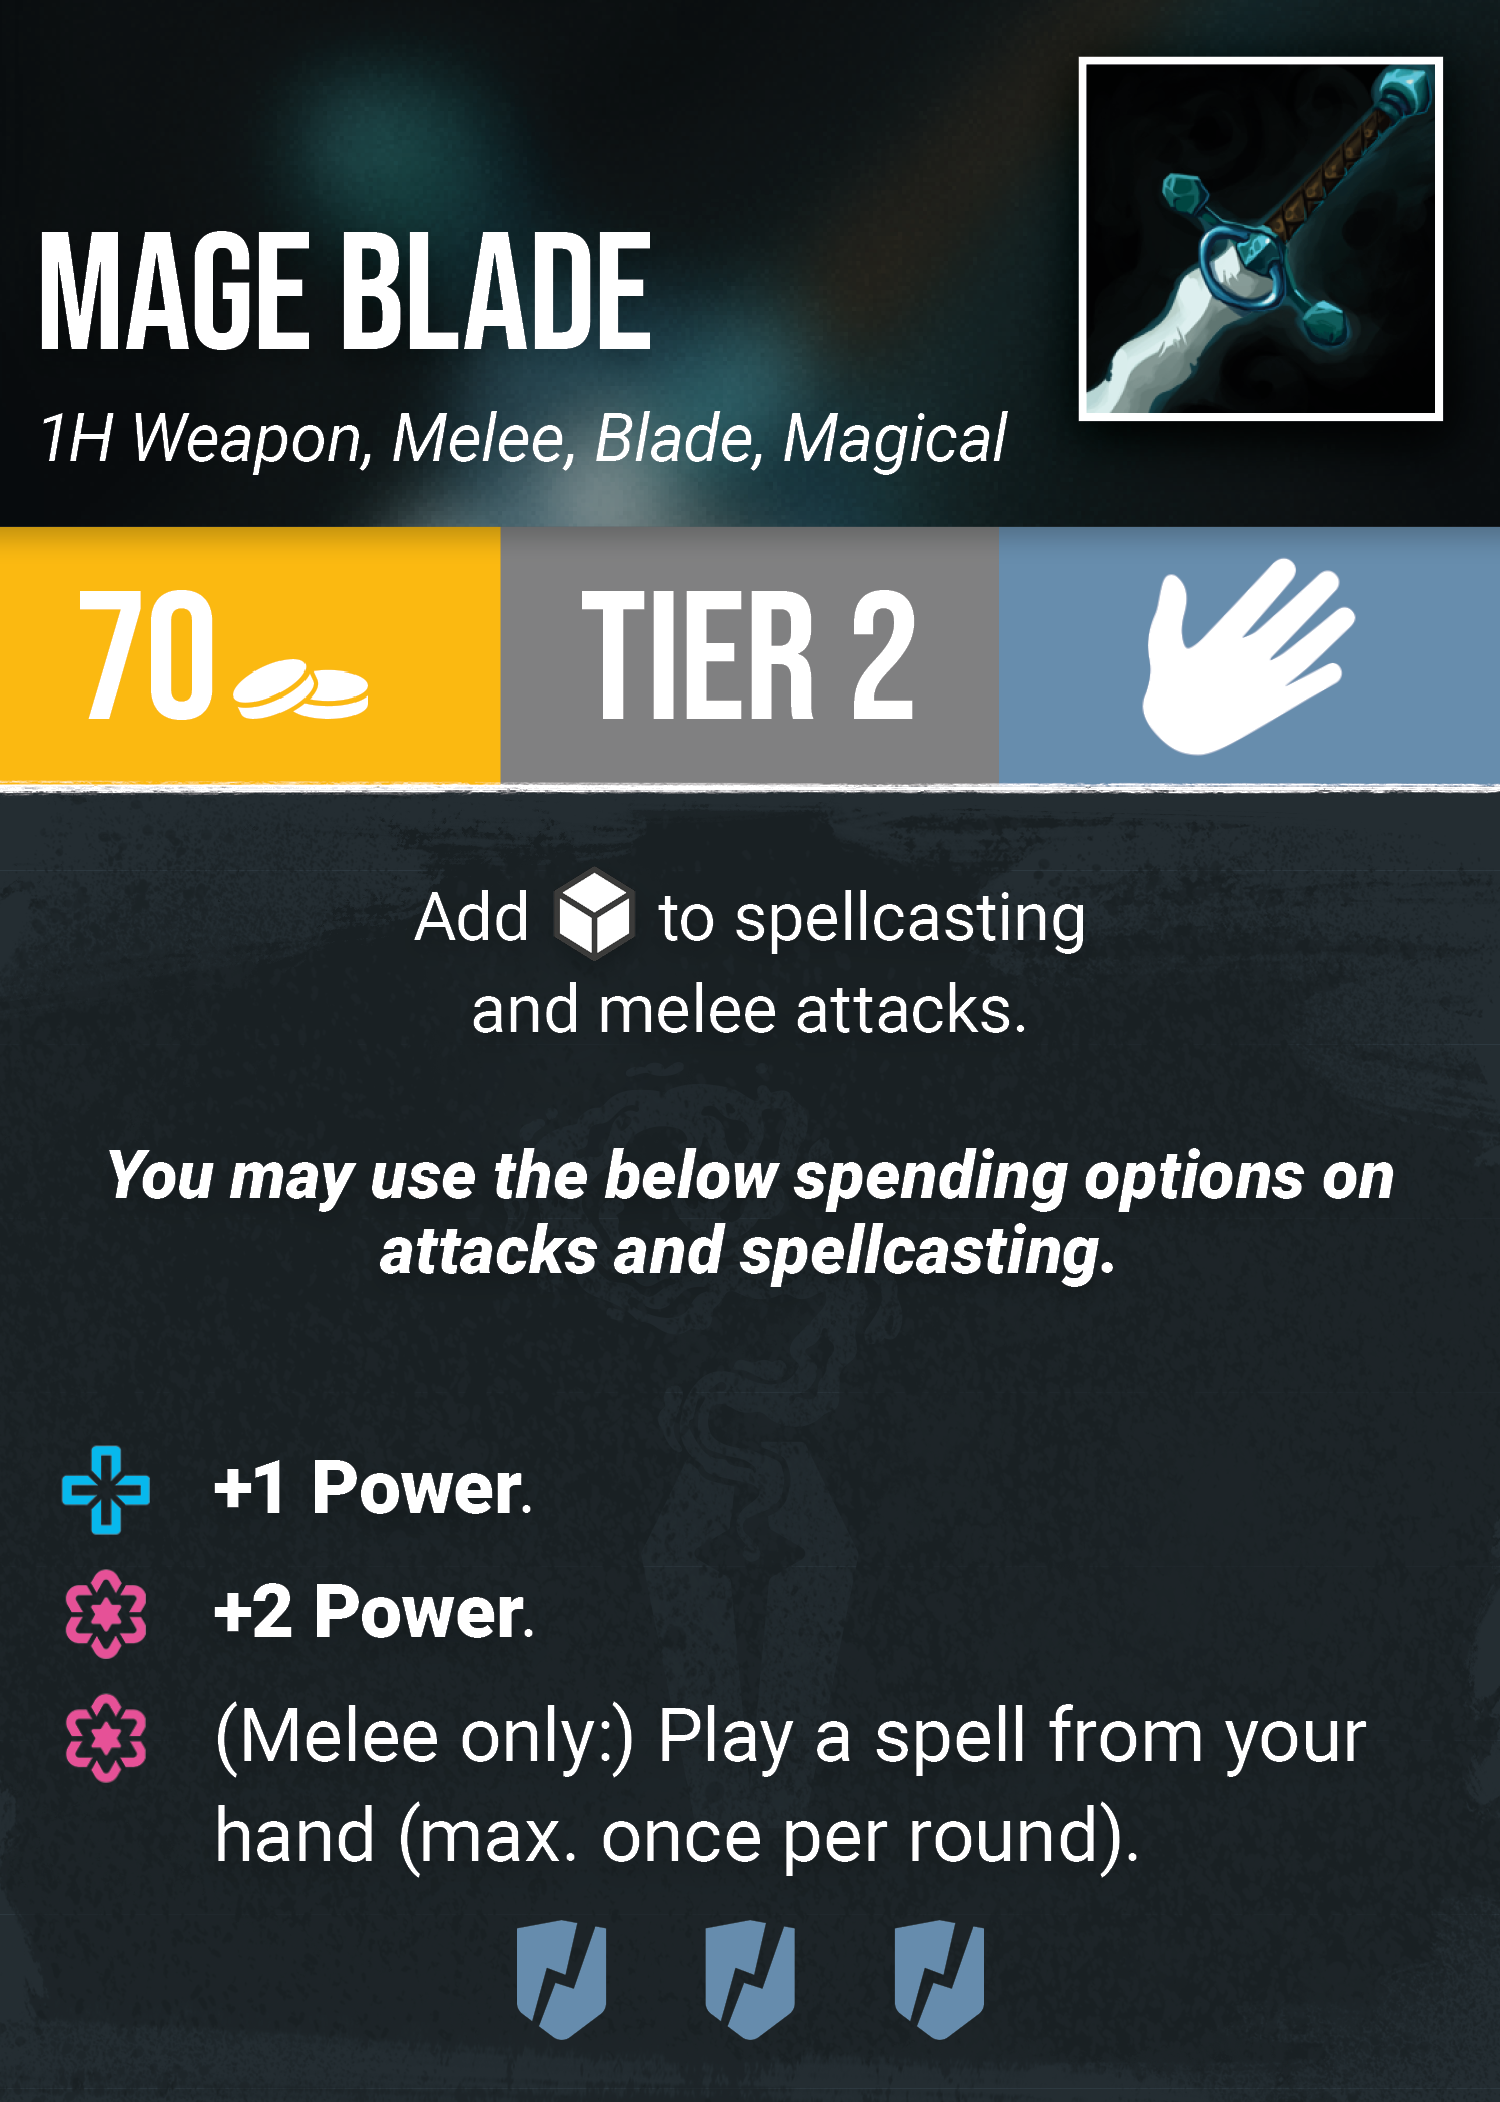 MAGE BLADE
1H Weapon, Melee, Blade, Magical
70
TIER 2
Add to spellcasting
and melee attacks.
You may use the below spending options on
attacks and spellcasting.
+1 Power.
+2 Power.
(Melee only:) Play a spell from your
hand (max. once per round).